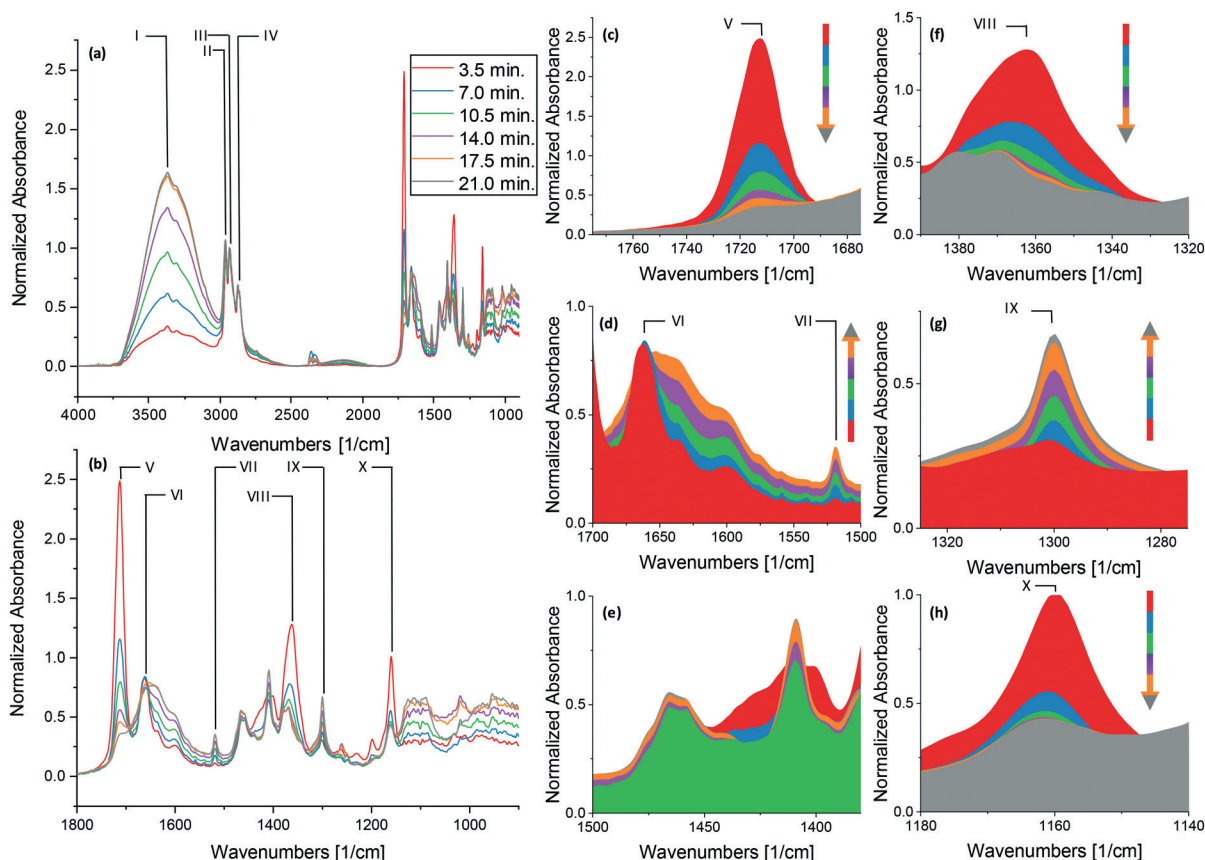 (a)
I
III
II
IV
3.5 min.
7.0 min.
10.5 min.
14.0 min.
17.5 min.
21.0 min.
Normalized Absorbance
2.5
2.0
1.5
1.0
0.5
0.0
4000 3500 3000 2500 2000 1500 1000
Wavenumbers [1/cm]
(b)
V
VI
VII
VIII
IX
X
Normalized Absorbance
2.5
2.0
1.5
1.0
0.5
0.0
1800 1600 1400 1200 1000
Wavenumbers [1/cm]
(c)
V
Normalized Absorbance
2.5
2.0
1.5
1.0
0.5
0.0
1760 1740 1720 1700 1680
Wavenumbers [1/cm]
(d)
VI
VII
Normalized Absorbance
1.0
0.5
0.0
1700 1650 1600 1550 1500
Wavenumbers [1/cm]
(e)
Normalized Absorbance
1.0
0.5
0.0
1500 1450 1400
Wavenumbers [1/cm]
(f)
VIII
Normalized Absorbance
1.5
1.0
0.5
0.0
1380 1360 1340 1320
Wavenumbers [1/cm]
(g)
IX
Normalized Absorbance
0.5
0.0
1320 1300 1280
Wavenumbers [1/cm]
(h)
X
Normalized Absorbance
1.0
0.5
0.0
1180 1160 1140
Wavenumbers [1/cm]